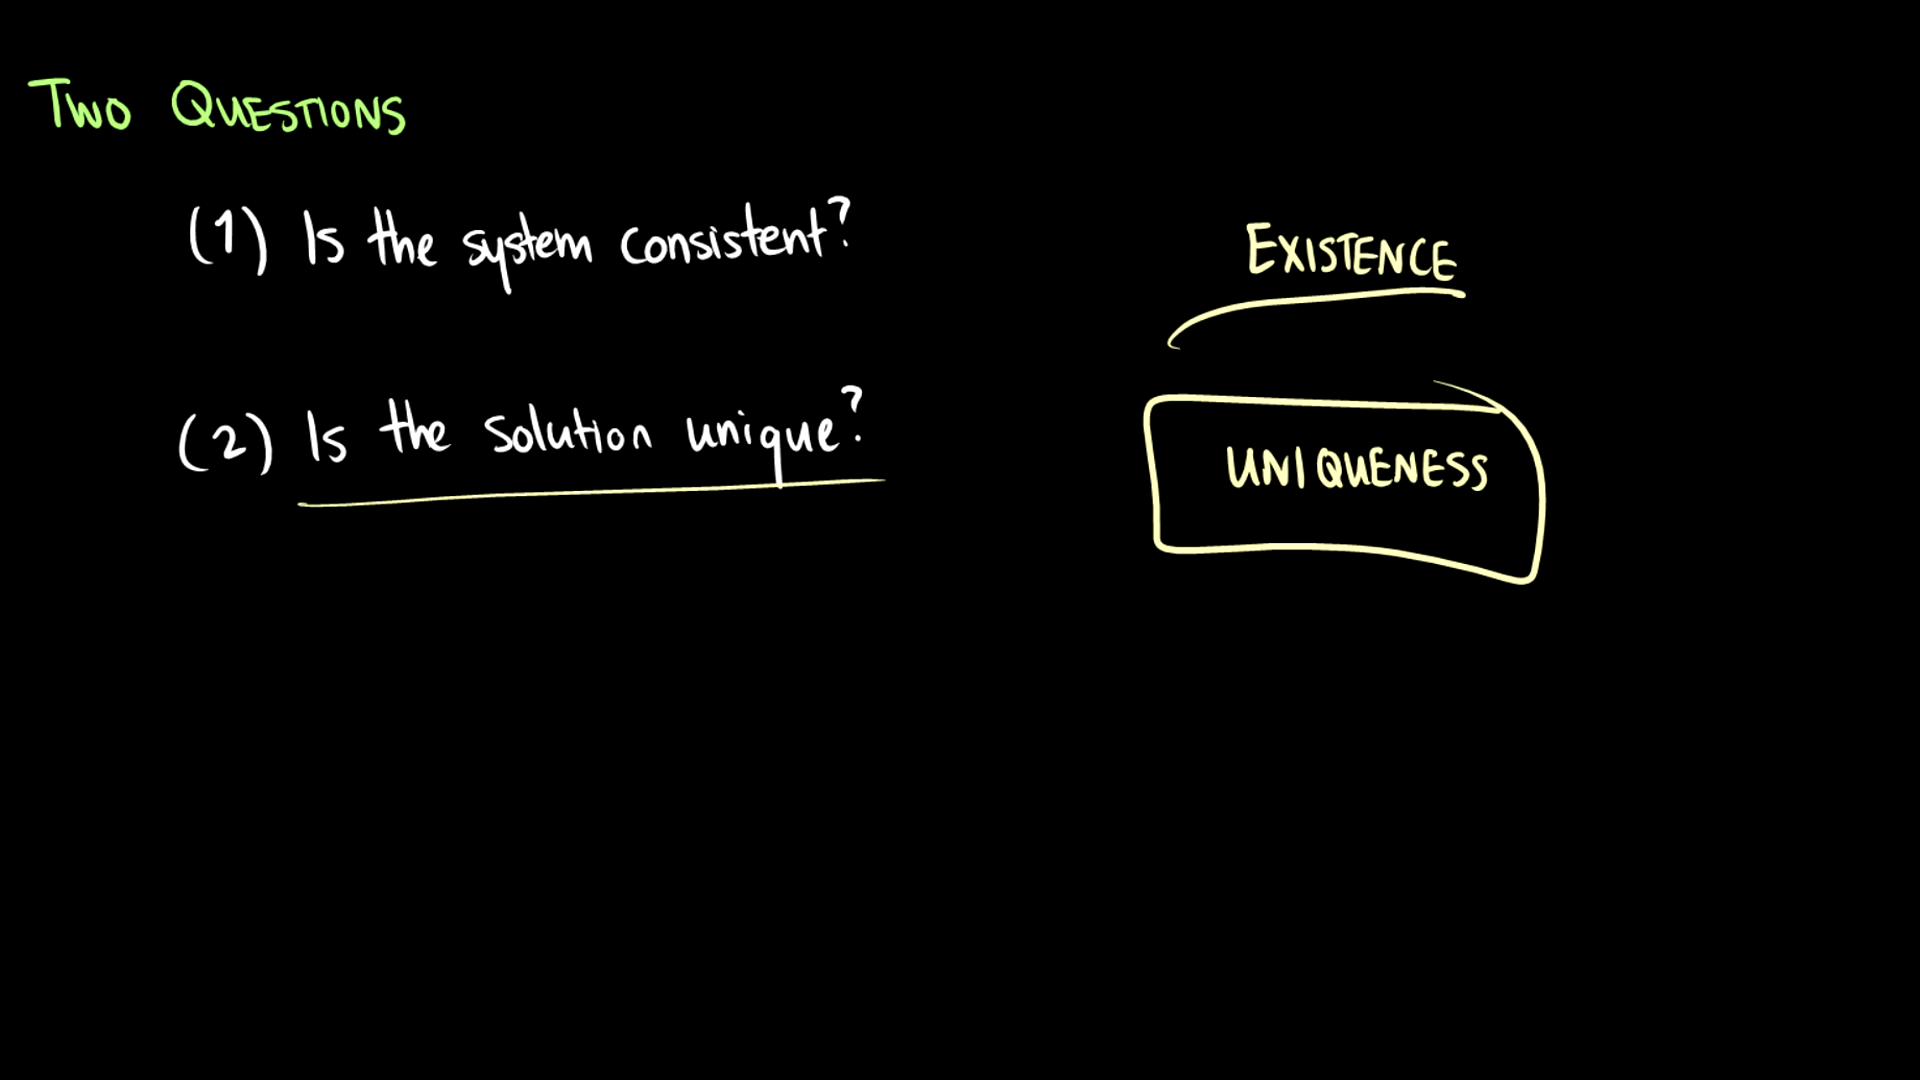 Two Questions
(1) Is the system consistent?
EXISTENCE
(2) Is the solution unique?
UNIQUENESS